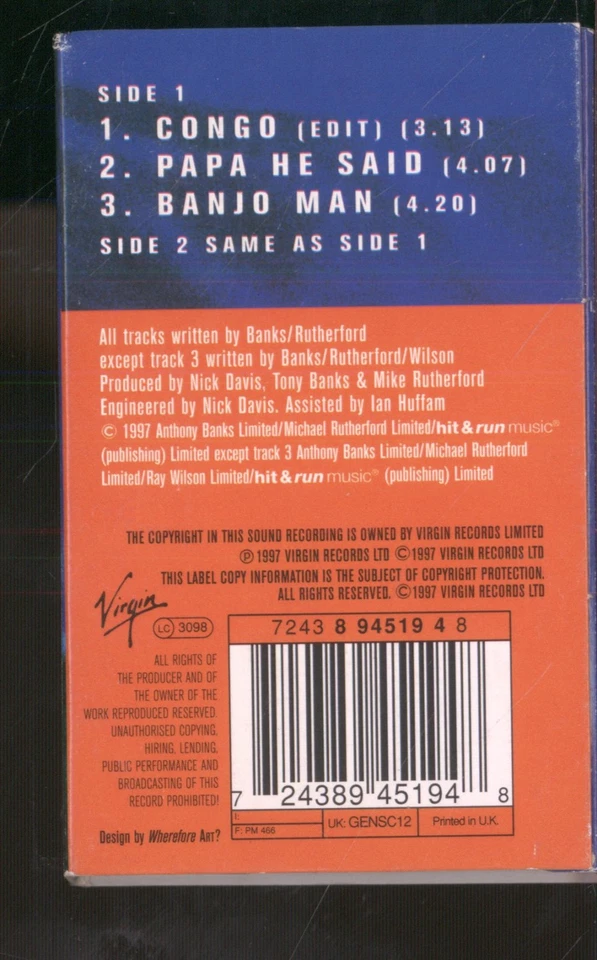 SIDE 1
1. CONGO (EDIT) (3.13)
2. PAPA HE SAID (4.07)
3. BANJO MAN (4.20)
SIDE 2 SAME AS SIDE 1
All tracks written by Banks/Rutherford
except track 3 written by Banks/Rutherford/Wilson
Produced by Nick Davis, Tony Banks & Mike Rutherford
Engineered by Nick Davis. Assisted by Ian Huffam
© 1997 Anthony Banks Limited/Michael Rutherford Limited/hit & run music®
(publishing) Limited except track 3 Anthony Banks Limited/Michael Rutherford
Limited/Ray Wilson Limited/hit & run music® (publishing) Limited
THE COPYRIGHT IN THIS SOUND RECORDING IS OWNED BY VIRGIN RECORDS LIMITED
℗ 1997 VIRGIN RECORDS LTD © 1997 VIRGIN RECORDS LTD
THIS LABEL COPY INFORMATION IS THE SUBJECT OF COPYRIGHT PROTECTION.
ALL RIGHTS RESERVED. © 1997 VIRGIN RECORDS LTD
Virgin
LC 3098
7243 8 94519 4 8
ALL RIGHTS OF
THE PRODUCER AND OF
THE OWNER OF THE
WORK REPRODUCED RESERVED.
UNAUTHORISED COPYING,
HIRING, LENDING,
PUBLIC PERFORMANCE AND
BROADCASTING OF THIS
RECORD PROHIBITED!
7 24389 45194 8
I:
F: PM 466
UK: GENSC12
Printed in U.K.
Design by Wherefore ART?